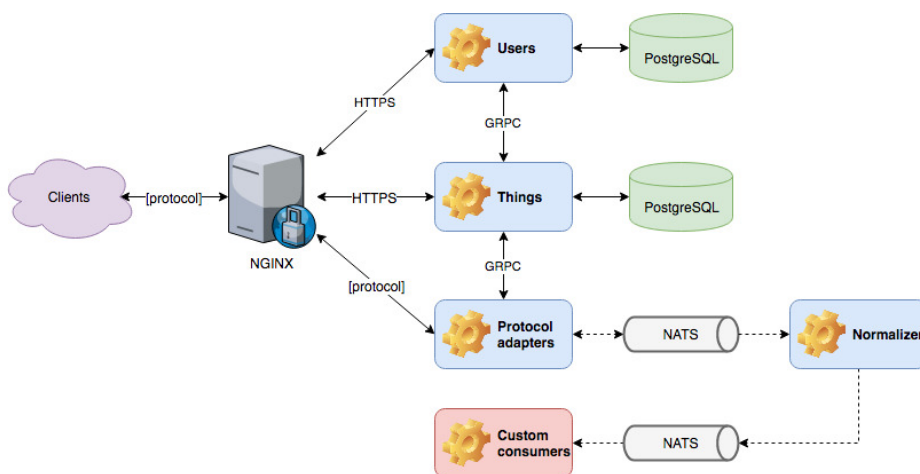 Users
PostgreSQL
HTTPS
GRPC
Clients
[protocol]
HTTPS
Things
PostgreSQL
NGINX
GRPC
[protocol]
Protocol
adapters
NATS
Normalizer
Custom
consumers
NATS